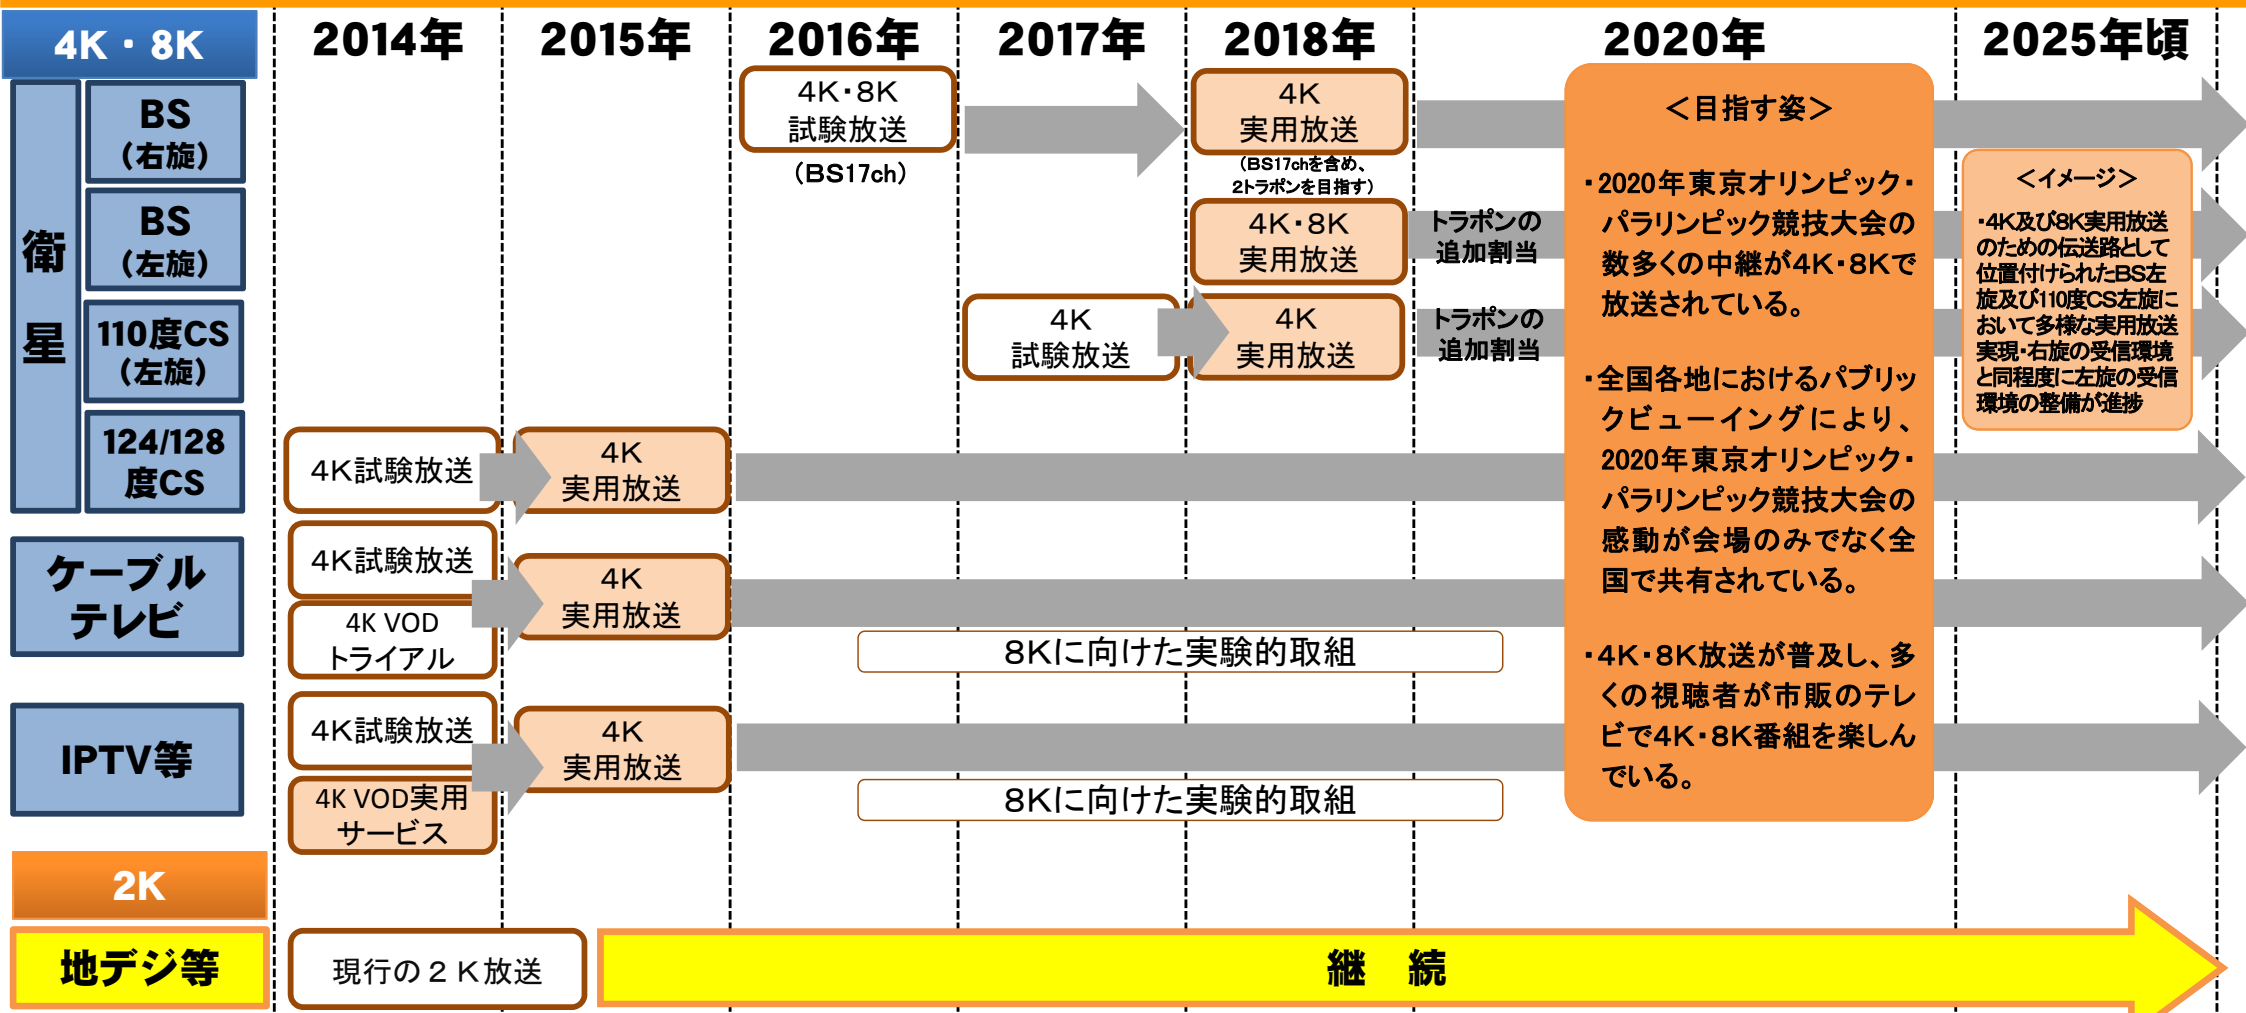 4K・8K
2014年
2015年
2016年
2017年
2018年
2020年
2025年頃
衛星
BS
（右旋）
4K・8K
試験放送
（BS17ch）
4K
実用放送
（BS17chを含め、
2トラポンを目指す）
BS
（左旋）
4K・8K
実用放送
トラポンの
追加割当
110度CS
（左旋）
4K
試験放送
4K
実用放送
トラポンの
追加割当
124/128
度CS
4K試験放送
4K
実用放送
ケーブル
テレビ
4K試験放送
4K VOD
トライアル
4K
実用放送
8Kに向けた実験的取組
IPTV等
4K試験放送
4K VOD実用
サービス
4K
実用放送
8Kに向けた実験的取組
＜目指す姿＞
・2020年東京オリンピック・
パラリンピック競技大会の
数多くの中継が4K・8Kで
放送されている。
・全国各地におけるパブリッ
クビューイングにより、
2020年東京オリンピック・
パラリンピック競技大会の
感動が会場のみでなく全
国で共有されている。
・4K・8K放送が普及し、多
くの視聴者が市販のテレ
ビで4K・8K番組を楽しん
でいる。
＜イメージ＞
・4K及び8K実用放送
のための伝送路として
位置付けられたBS左
旋及び110度CS左旋に
おいて多様な実用放送
実現・右旋の受信環境
と同程度に左旋の受信
環境の整備が進捗
2K
地デジ等
現行の２Ｋ放送
継　続